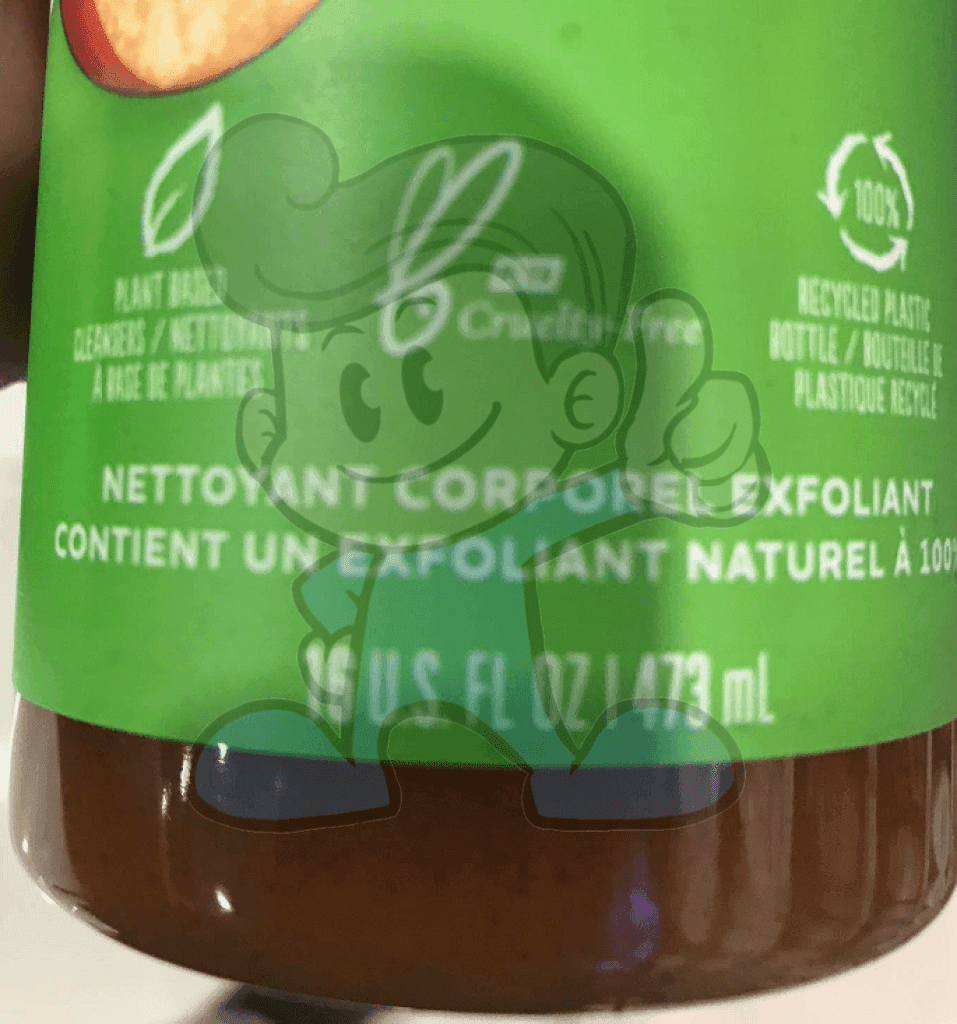 PLANT BASED
CLEANSERS / NETTOYANTS
À BASE DE PLANTES
Cruelty-Free
100%
RECYCLED PLASTIC
BOTTLE / BOUTEILLE DE
PLASTIQUE RECYCLÉ
NETTOYANT CORPOREL EXFOLIANT
CONTIENT UN EXFOLIANT NATUREL À 100%
16 U.S. FL OZ | 473 mL